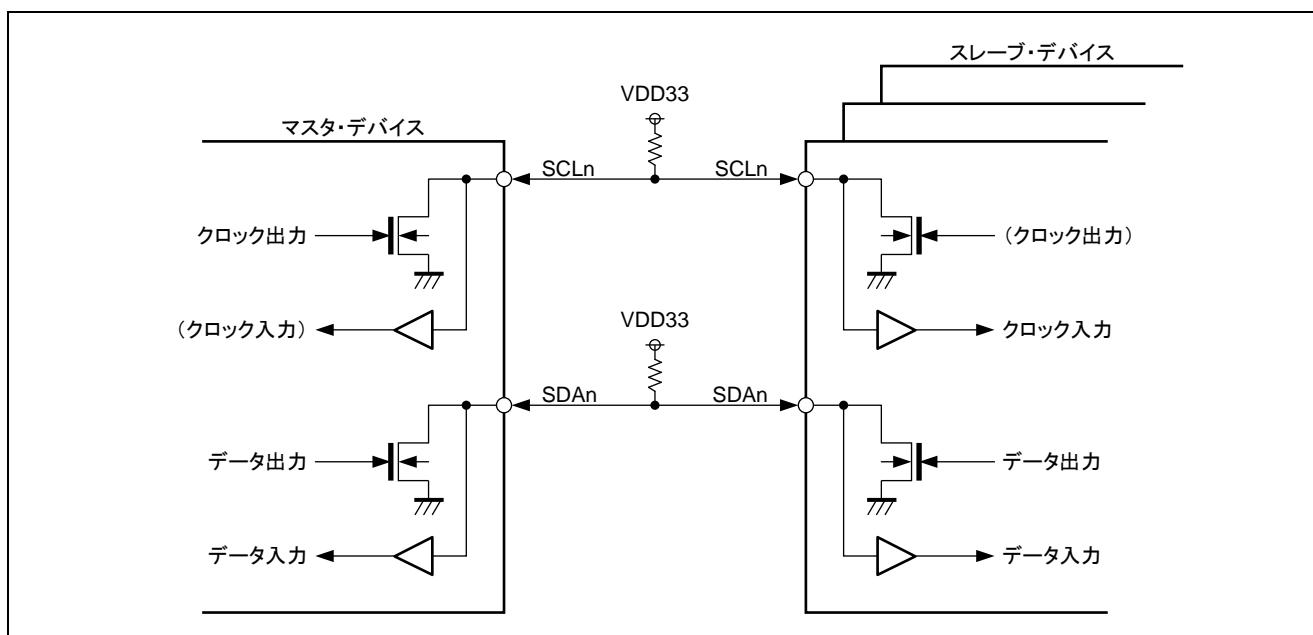 スレーブ・デバイス
VDD33
マスタ・デバイス
SCLn SCLn
クロック出力 (クロック出力)
(クロック入力) クロック入力
VDD33
SDAn SDAn
データ出力 データ出力
データ入力 データ入力